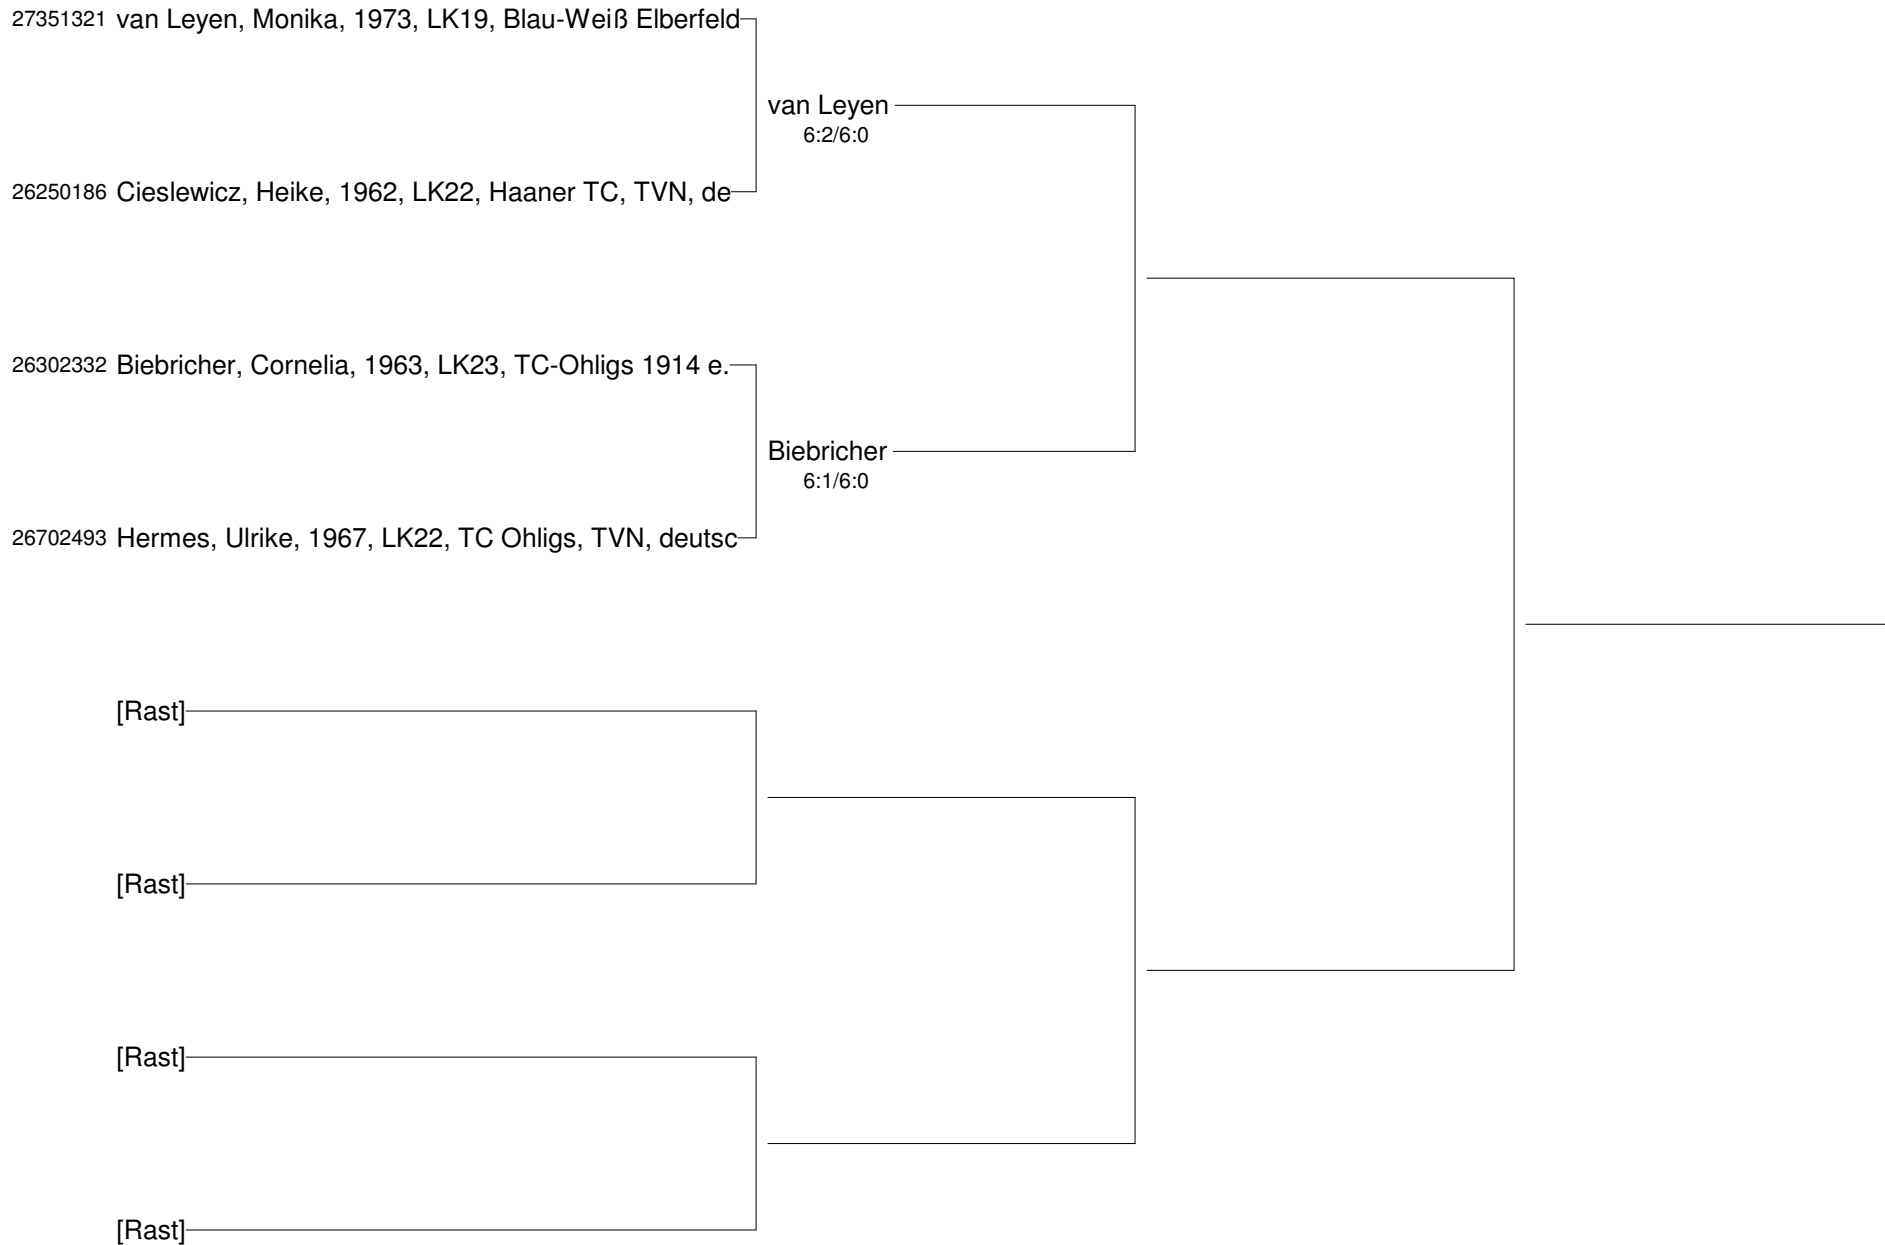 27351321 van Leyen, Monika, 1973, LK19, Blau-Weiß Elberfeld
van Leyen
6:2/6:0
26250186 Cieslewicz, Heike, 1962, LK22, Haaner TC, TVN, de
26302332 Biebricher, Cornelia, 1963, LK23, TC-Ohligs 1914 e.
Biebricher
6:1/6:0
26702493 Hermes, Ulrike, 1967, LK22, TC Ohligs, TVN, deutsc
[Rast]
[Rast]
[Rast]
[Rast]